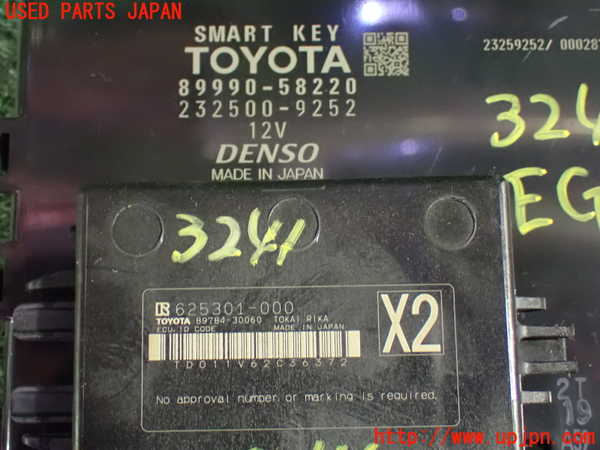 USED PARTS JAPAN
SMART KEY
TOYOTA
89990-58220
232500-9252
12V
DENSO
MADE IN JAPAN
23259252/ 00028
324
EG
3241
R 625301-000
TOYOTA 89784-30060 TOKAI RIKA
ECU,ID CODE MADE IN JAPAN
X2
TD011V62C36372
No approval number or marking is required.
2T
19
http://www.upjpn.com